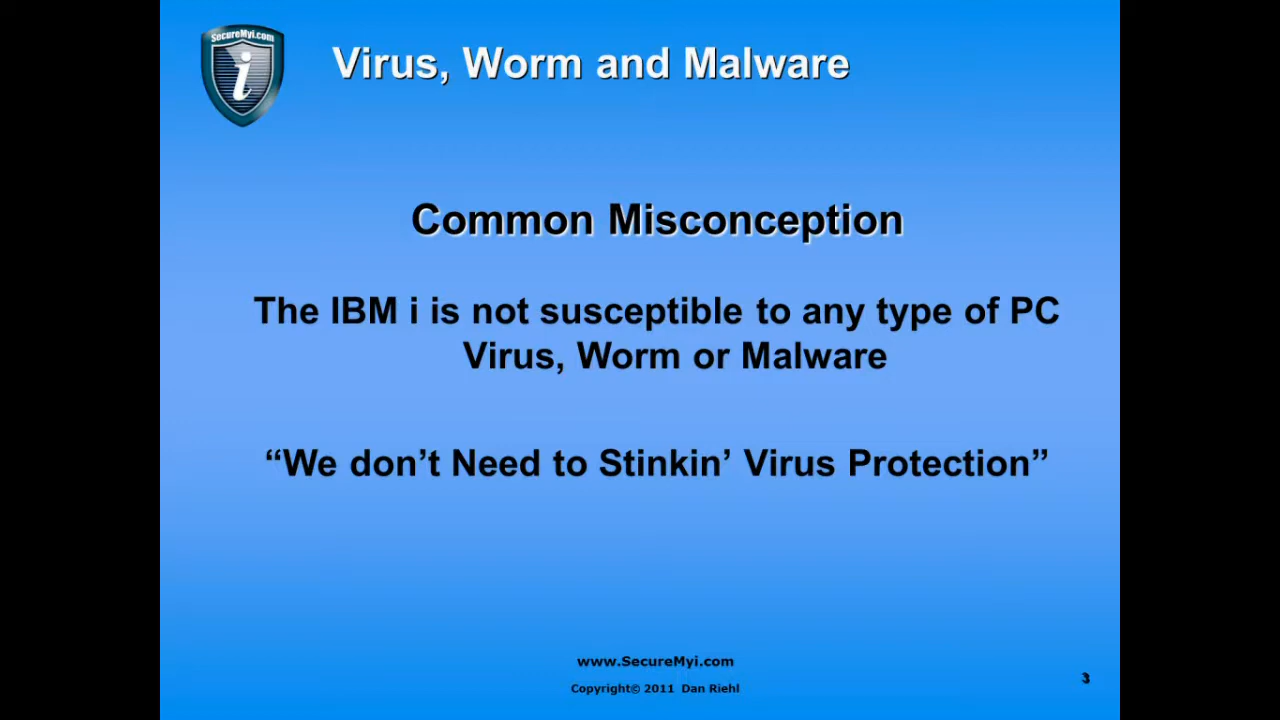 SecureMyi.com
i
Virus, Worm and Malware
Common Misconception
The IBM i is not susceptible to any type of PC
Virus, Worm or Malware
“We don’t Need to Stinkin’ Virus Protection”
www.SecureMyi.com
Copyright© 2011 Dan Riehl
3